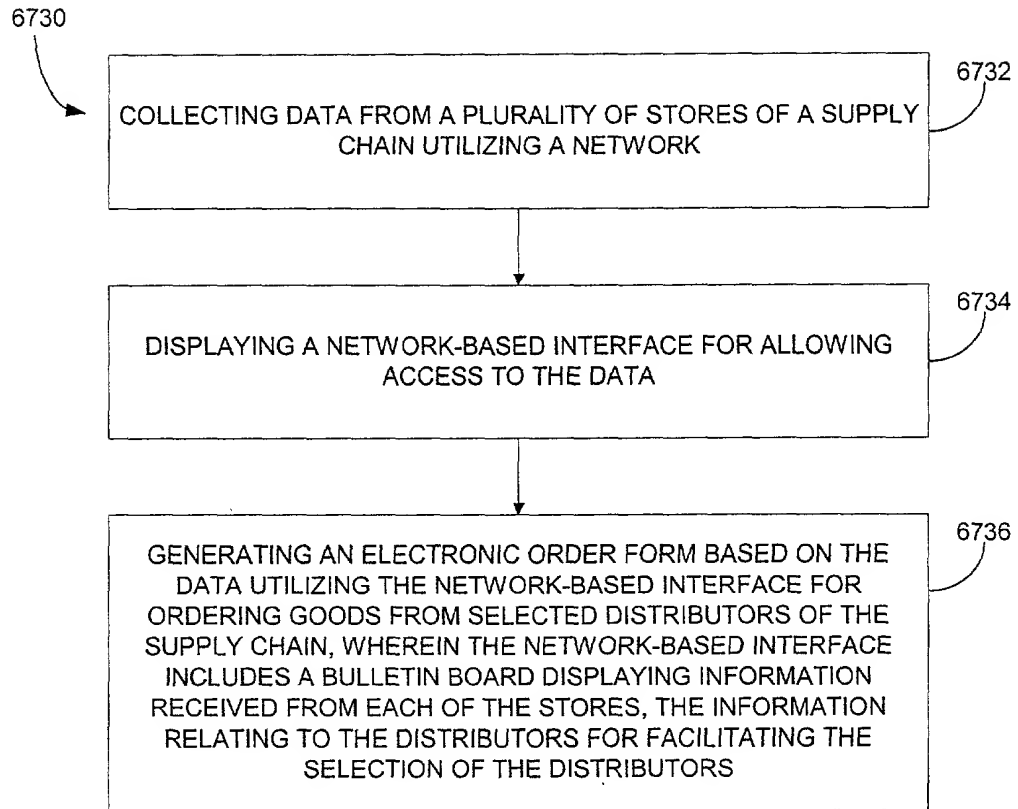 6730
6732
COLLECTING DATA FROM A PLURALITY OF STORES OF A SUPPLY
CHAIN UTILIZING A NETWORK
6734
DISPLAYING A NETWORK-BASED INTERFACE FOR ALLOWING
ACCESS TO THE DATA
6736
GENERATING AN ELECTRONIC ORDER FORM BASED ON THE
DATA UTILIZING THE NETWORK-BASED INTERFACE FOR
ORDERING GOODS FROM SELECTED DISTRIBUTORS OF THE
SUPPLY CHAIN, WHEREIN THE NETWORK-BASED INTERFACE
INCLUDES A BULLETIN BOARD DISPLAYING INFORMATION
RECEIVED FROM EACH OF THE STORES, THE INFORMATION
RELATING TO THE DISTRIBUTORS FOR FACILITATING THE
SELECTION OF THE DISTRIBUTORS